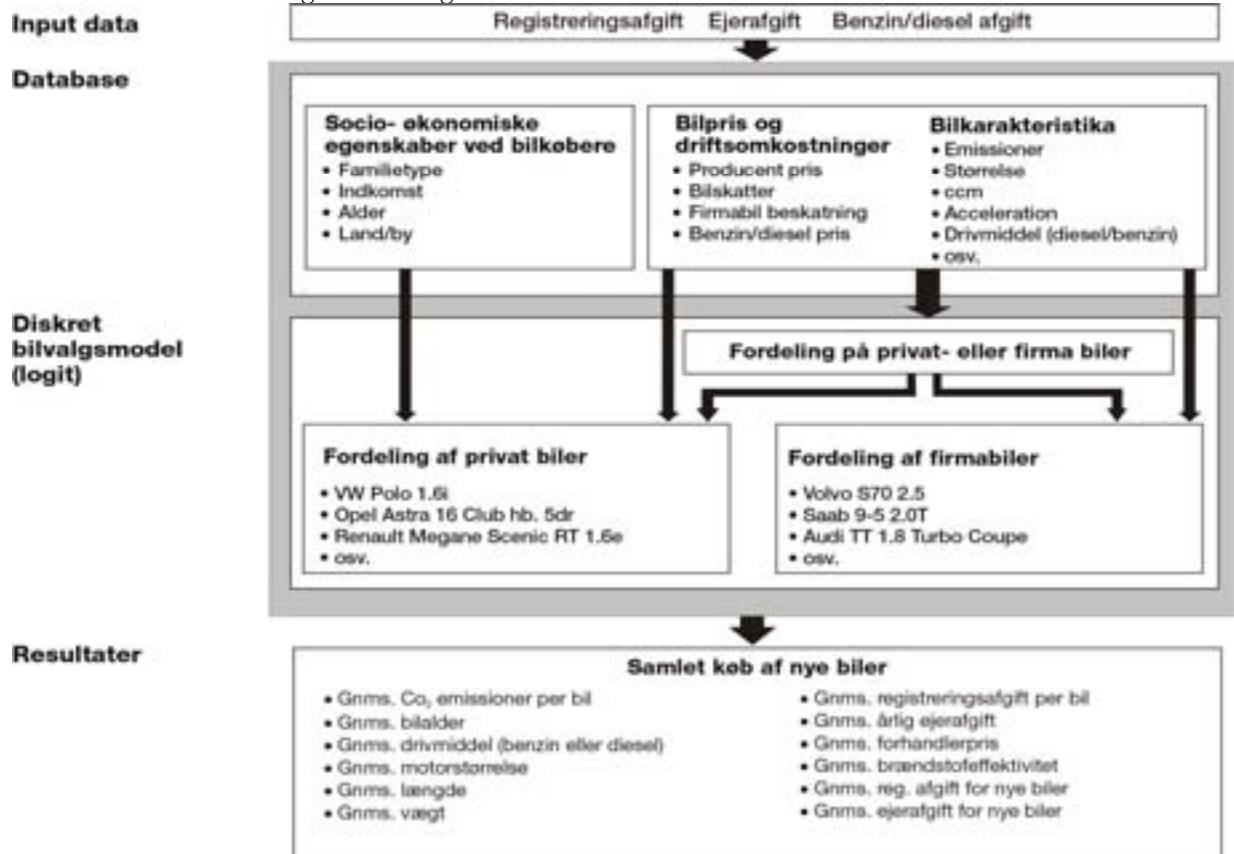 Input data
Registreringsafgift Ejerafgift Benzin/diesel afgift
Database
Socio- økonomiske
egenskaber ved bilkøbere
• Familietype
• Indkomst
• Alder
• Land/by
Bilpris og
driftsomkostninger
• Producent pris
• Bilskatter
• Firmabil beskatning
• Benzin/diesel pris
Bilkarakteristika
• Emissioner
• Størrelse
• ccm
• Acceleration
• Drivmiddel (diesel/benzin)
• osv.
Diskret
bilvalgsmodel
(logit)
Fordeling på privat- eller firma biler
Fordeling af privat biler
• VW Polo 1.6i
• Opel Astra 16 Club hb. 5dr
• Renault Megane Scenic RT 1.6e
• osv.
Fordeling af firmabiler
• Volvo S70 2.5
• Saab 9-5 2.0T
• Audi TT 1.8 Turbo Coupe
• osv.
Resultater
Samlet køb af nye biler
• Gnms. Co₂ emissioner per bil
• Gnms. bilalder
• Gnms. drivmiddel (benzin eller diesel)
• Gnms. motorstørrelse
• Gnms. længde
• Gnms. vægt
• Gnms. registreringsafgift per bil
• Gnms. årlig ejerafgift
• Gnms. forhandlerpris
• Gnms. brændstofeffektivitet
• Gnms. reg. afgift for nye biler
• Gnms. ejerafgift for nye biler